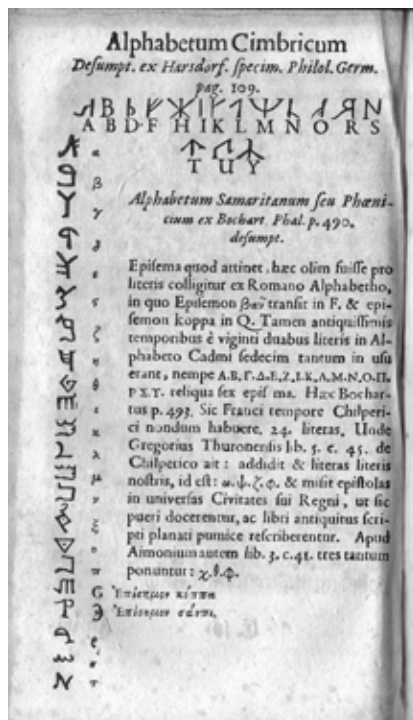 Alphabetum Cimbricum
Desumpt. ex Harsdorf. specim. Philol. Germ.
pag. 109.
A B D F H I K L M N O R S
T U Y
Alphabetum Samaritanum seu Phœni-
cium ex Bochart. Phal. p. 490.
desumpt.
Episema quod attinet, hæc olim fuisse pro
literis colligitur ex Romano Alphabetho,
in quo Episemon βαυ transit in F. & epi-
semon koppa in Q. Tamen antiquissimis
temporibus è viginti duabus literis in Al-
phabeto Cadmi sedecim tantum in usu
erant, nempe Α.Β.Γ.Δ.Ε.Ζ.Ι.Κ.Λ.Μ.Ν.Ο.Π.
Ρ.Σ.Τ. reliqua sex episema. Hæc Bochar-
tus p. 493. Sic Franci tempore Chilperi-
ci nondum habuere. 24. literas. Unde
Gregorius Thuronensis lib. 5. c. 45. de
Chilperico ait: addidit & literas literis
nostris, id est: ω. ψ. ζ. φ. & misit epistolas
in universas Civitates sui Regni, ut sic
pueri docerentur, ac libri antiquitus scri-
pti planati pumice rescriberentur. Apud
Aimonium autem lib. 3. c. 41. tres tantum
ponuntur: χ. θ. φ.
Ἐπίσημον κόππα
Ἐπίσημον σάνπι.
α
β
γ
δ
ε
ς
ζ
η
θ
ι
κ
λ
μ
ν
ξ
ο
π
ρ
σ
τ